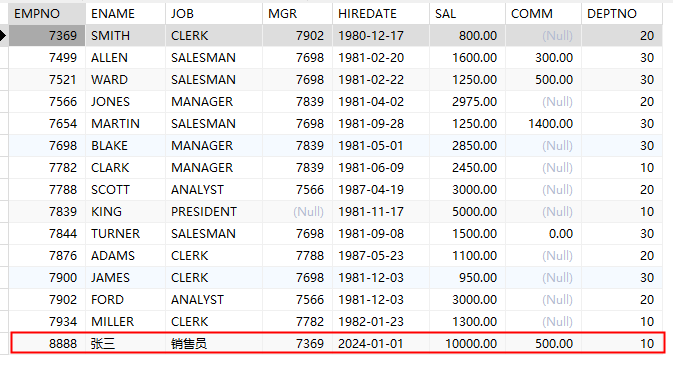 EMPNO ENAME JOB MGR HIREDATE SAL COMM DEPTNO
7369 SMITH CLERK 7902 1980-12-17 800.00 (Null) 20
7499 ALLEN SALESMAN 7698 1981-02-20 1600.00 300.00 30
7521 WARD SALESMAN 7698 1981-02-22 1250.00 500.00 30
7566 JONES MANAGER 7839 1981-04-02 2975.00 (Null) 20
7654 MARTIN SALESMAN 7698 1981-09-28 1250.00 1400.00 30
7698 BLAKE MANAGER 7839 1981-05-01 2850.00 (Null) 30
7782 CLARK MANAGER 7839 1981-06-09 2450.00 (Null) 10
7788 SCOTT ANALYST 7566 1987-04-19 3000.00 (Null) 20
7839 KING PRESIDENT (Null) 1981-11-17 5000.00 (Null) 10
7844 TURNER SALESMAN 7698 1981-09-08 1500.00 0.00 30
7876 ADAMS CLERK 7788 1987-05-23 1100.00 (Null) 20
7900 JAMES CLERK 7698 1981-12-03 950.00 (Null) 30
7902 FORD ANALYST 7566 1981-12-03 3000.00 (Null) 20
7934 MILLER CLERK 7782 1982-01-23 1300.00 (Null) 10
8888 张三 销售员 7369 2024-01-01 10000.00 500.00 10